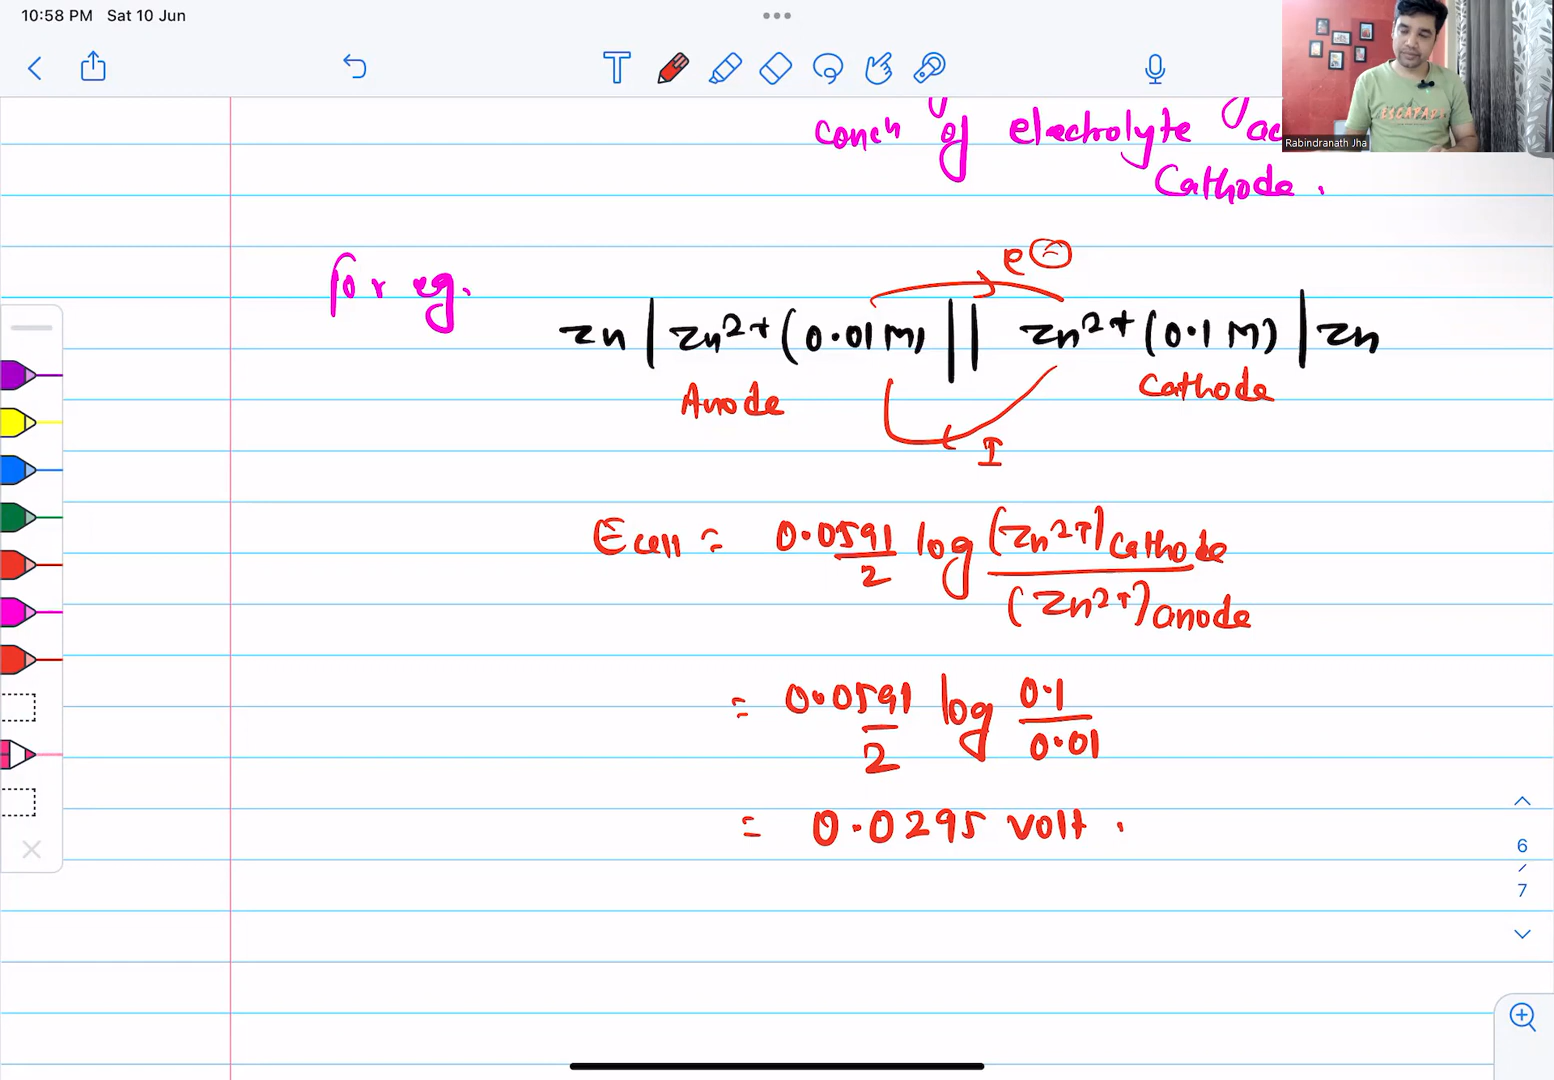 10:58 PM Sat 10 Jun
concⁿ of electrolyte
Cathode.
Rabindranath Jha
for eg.
e⊖
Zn | Zn²⁺ (0.01 M) || Zn²⁺ (0.1 M) | Zn
Anode Cathode
I
Ecell = 0.0591/2 log (Zn²⁺)cathode/(Zn²⁺)anode
= 0.0591/2 log 0.1/0.01
= 0.0295 volt.
6
/
7